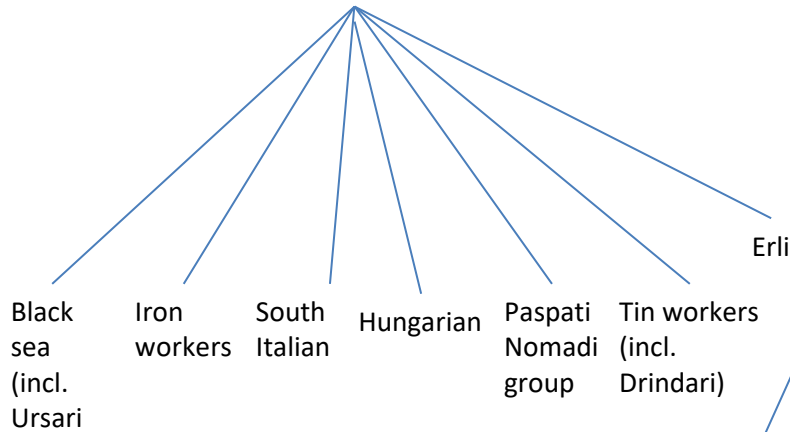 Erli
Black
sea
(incl.
Ursari
Iron
workers
South
Italian
Hungarian
Paspati
Nomadi
group
Tin workers
(incl.
Drindari)